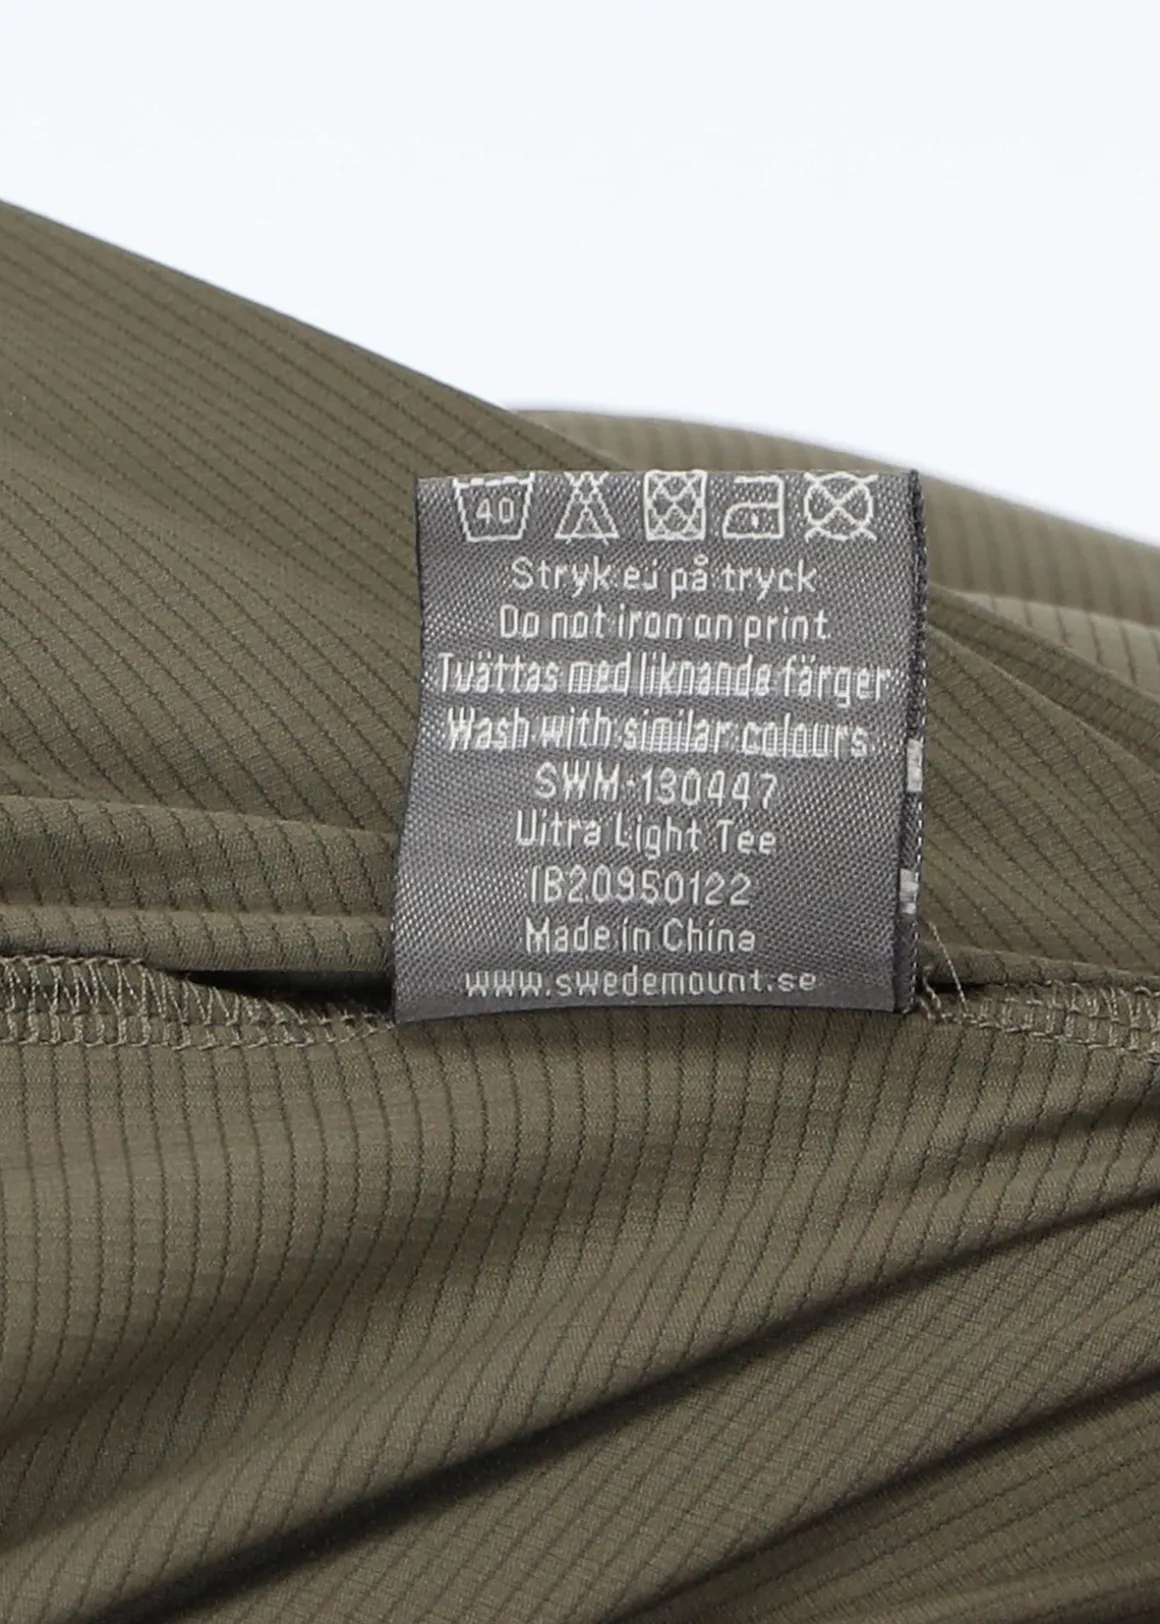 40
Stryk ej på tryck
Do not iron on print
Tvättas med liknande färger
Wash with similar colours
SWM-130447
Ultra Light Tee
IB20950122
Made in China
www.swedemount.se